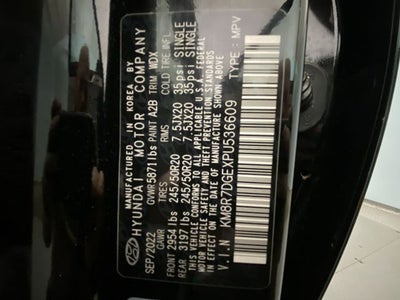 HYUNDAI
MOTOR COMPANY
MANUFACTURED IN KOREA BY
SEP/2022 GVWR 5871 lbs PAINT A2B TRIM WDX
GAWR TIRES RIMS COLD TIRE INFL
FRONT 2954 lbs 245/50R20 7.5JX20 35psi SINGLE
REAR 3197 lbs 245/50R20 7.5JX20 35psi SINGLE
THIS VEHICLE CONFORMS TO ALL APPLICABLE U.S.A. FEDERAL
MOTOR VEHICLE SAFETY AND THEFT PREVENTION STANDARDS
IN EFFECT ON THE DATE OF MANUFACTURE SHOWN ABOVE
V.I.N KM8R7DGEXPU536609 TYPE : MPV